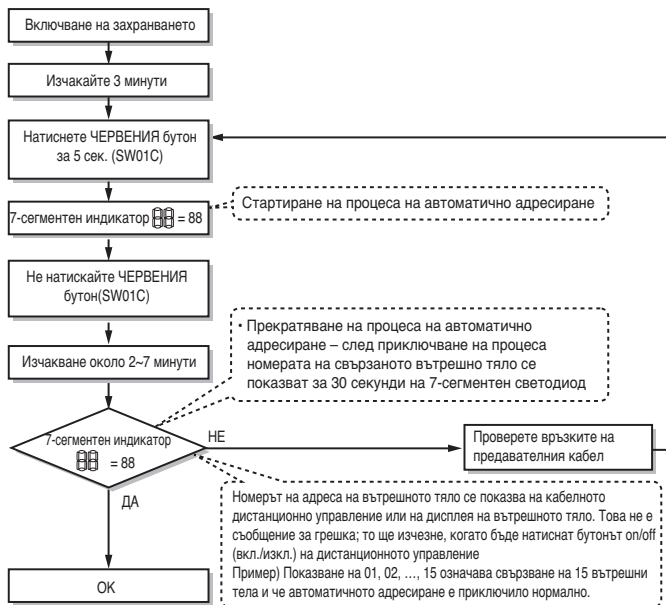 Включване на захранването
Изчакайте 3 минути
Натиснете ЧЕРВЕНИЯ бутон
за 5 сек. (SW01C)
7-сегментен индикатор 88 = 88
Стартиране на процеса на автоматично адресиране
Не натискайте ЧЕРВЕНИЯ
бутон(SW01C)
• Прекратяване на процеса на автоматично
адресиране – след приключване на процеса
номерата на свързаното вътрешно тяло се
показват за 30 секунди на 7-сегментен светодиод
Изчакване около 2~7 минути
7-сегментен индикатор
88 = 88
НЕ
Проверете връзките на
предавателния кабел
ДА
Номерът на адреса на вътрешното тяло се показва на кабелното
дистанционно управление или на дисплея на вътрешното тяло. Това не е
съобщение за грешка; то ще изчезне, когато бъде натиснат бутонът on/off
(вкл./изкл.) на дистанционното управление
Пример) Показване на 01, 02, ..., 15 означава свързване на 15 вътрешни
тела и че автоматичното адресиране е приключило нормално.
OK